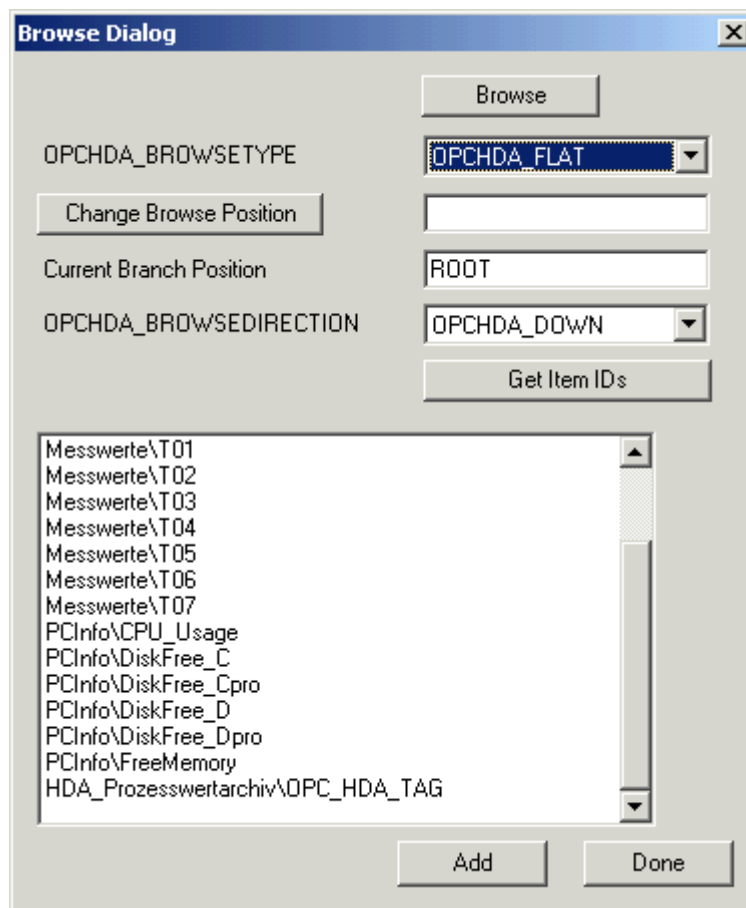 Browse Dialog
Browse
OPCHDA_BROWSETYPE
OPCHDA_FLAT
Change Browse Position
Current Branch Position
ROOT
OPCHDA_BROWSEDIRECTION
OPCHDA_DOWN
Get Item IDs
Messwerte\T01
Messwerte\T02
Messwerte\T03
Messwerte\T04
Messwerte\T05
Messwerte\T06
Messwerte\T07
PCInfo\CPU_Usage
PCInfo\DiskFree_C
PCInfo\DiskFree_Cpro
PCInfo\DiskFree_D
PCInfo\DiskFree_Dpro
PCInfo\FreeMemory
HDA_Prozesswertarchiv\OPC_HDA_TAG
Add
Done